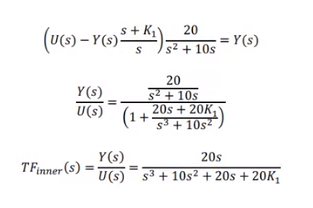 (U(s) − Y(s) (s + K₁)/s) 20/(s² + 10s) = Y(s)
Y(s)/U(s) = (20/(s² + 10s))/(1 + (20s + 20K₁)/(s³ + 10s²))
TF_inner(s) = Y(s)/U(s) = 20s/(s³ + 10s² + 20s + 20K₁)